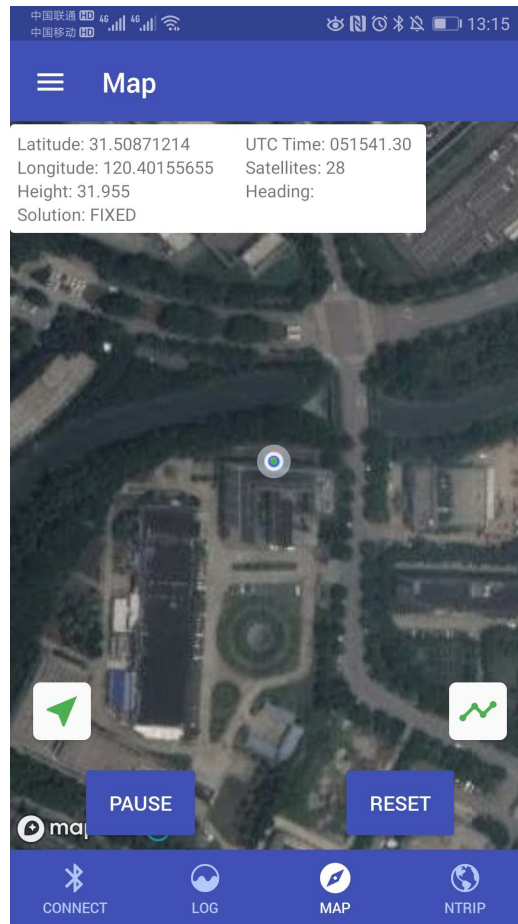 中国联通 HD 4G 4G
中国移动 HD
13:15
Map
Latitude: 31.50871214
UTC Time: 051541.30
Longitude: 120.40155655
Satellites: 28
Height: 31.955
Heading:
Solution: FIXED
PAUSE
RESET
CONNECT
LOG
MAP
NTRIP